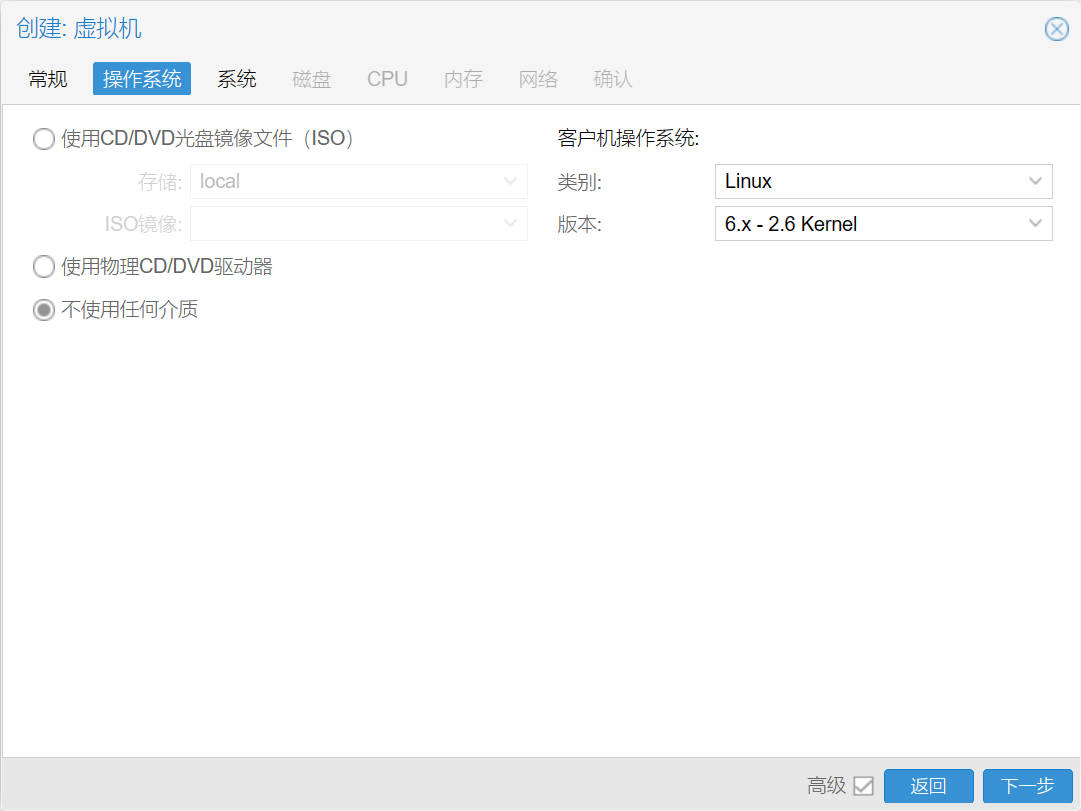 创建: 虚拟机
常规 操作系统 系统 磁盘 CPU 内存 网络 确认
使用CD/DVD光盘镜像文件（ISO）
存储: local
ISO镜像:
使用物理CD/DVD驱动器
不使用任何介质
客户机操作系统:
类别: Linux
版本: 6.x - 2.6 Kernel
高级 返回 下一步